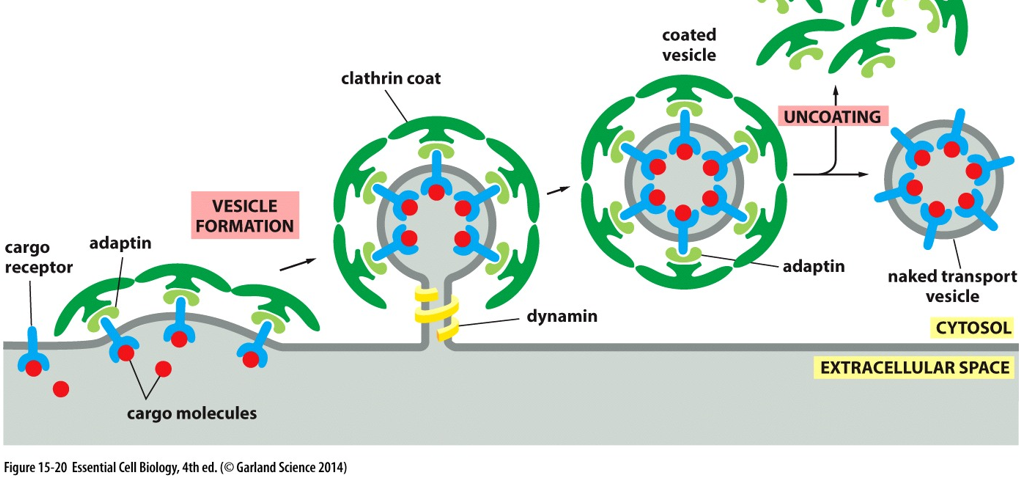 coated
vesicle
clathrin coat
UNCOATING
VESICLE
FORMATION
cargo
receptor
adaptin
adaptin
naked transport
vesicle
dynamin
CYTOSOL
EXTRACELLULAR SPACE
cargo molecules
Figure 15-20 Essential Cell Biology, 4th ed. (© Garland Science 2014)